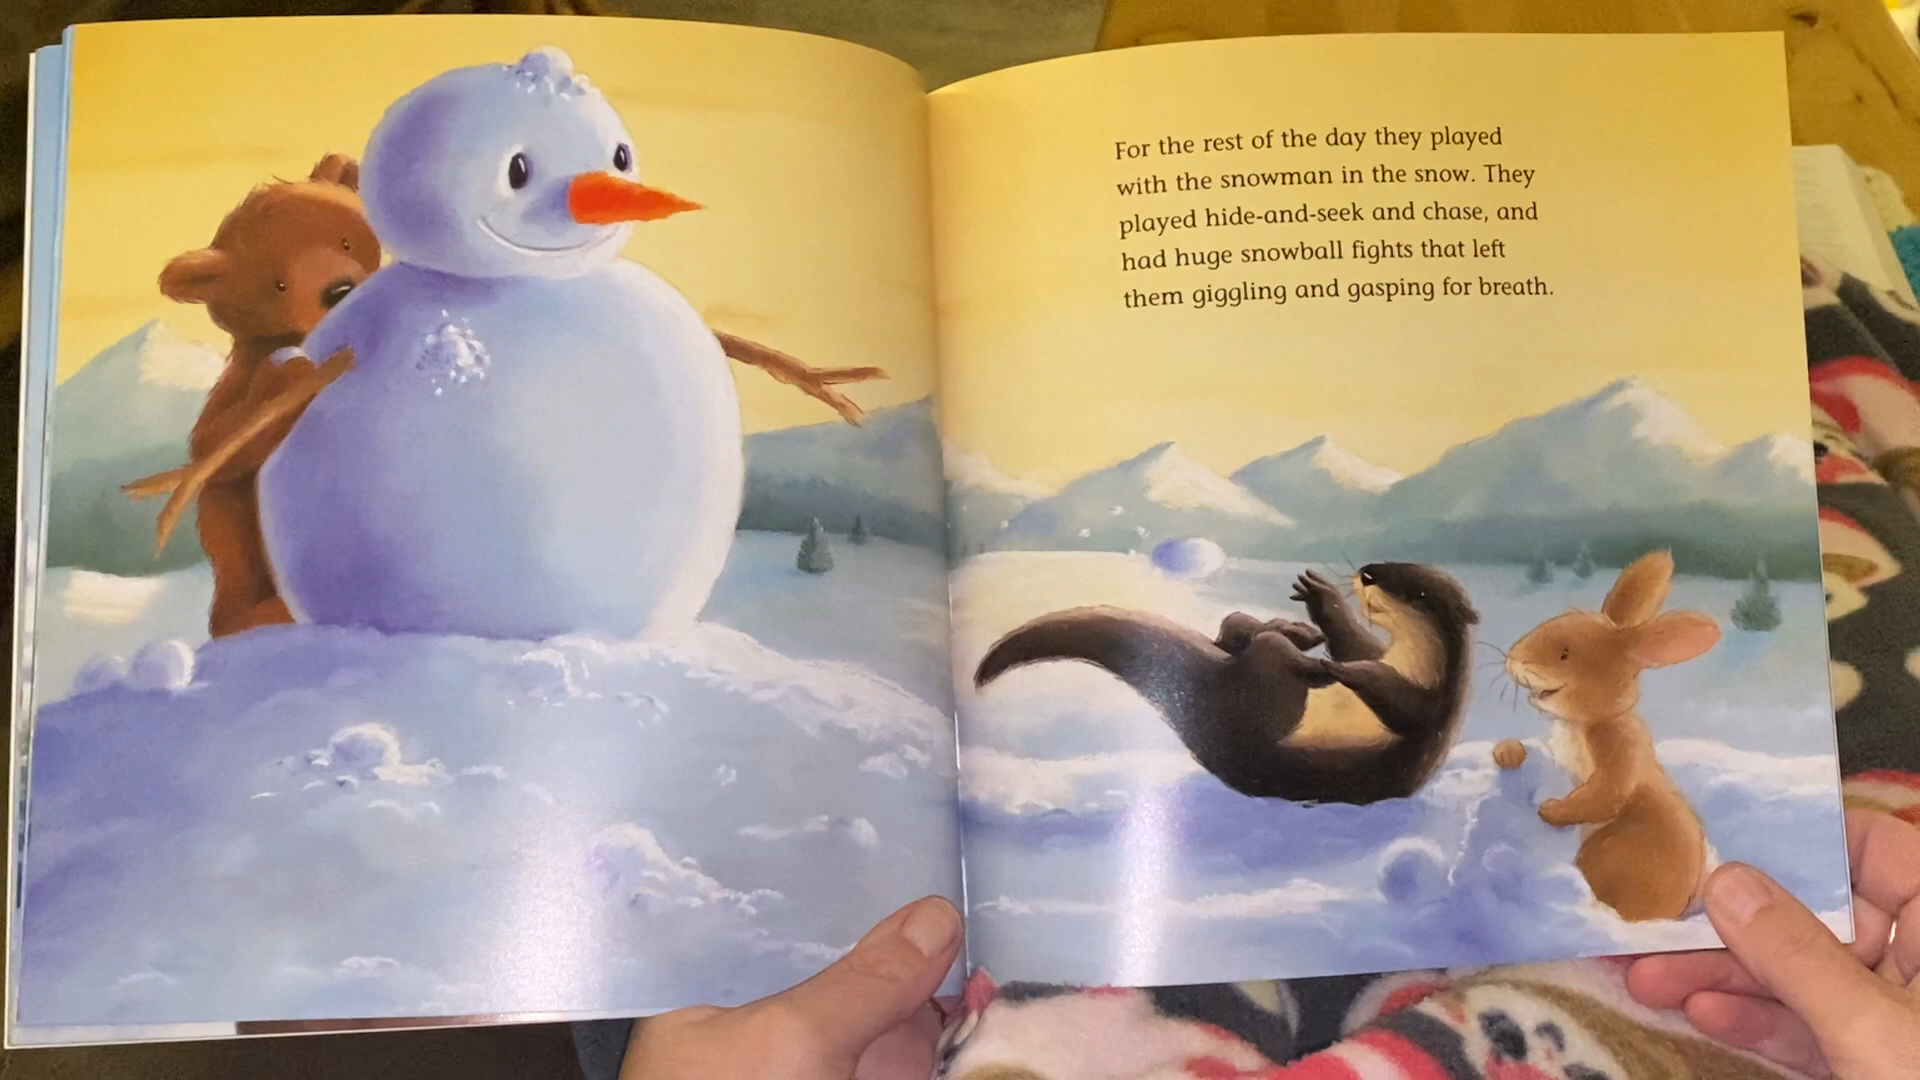 For the rest of the day they played
with the snowman in the snow. They
played hide-and-seek and chase, and
had huge snowball fights that left
them giggling and gasping for breath.